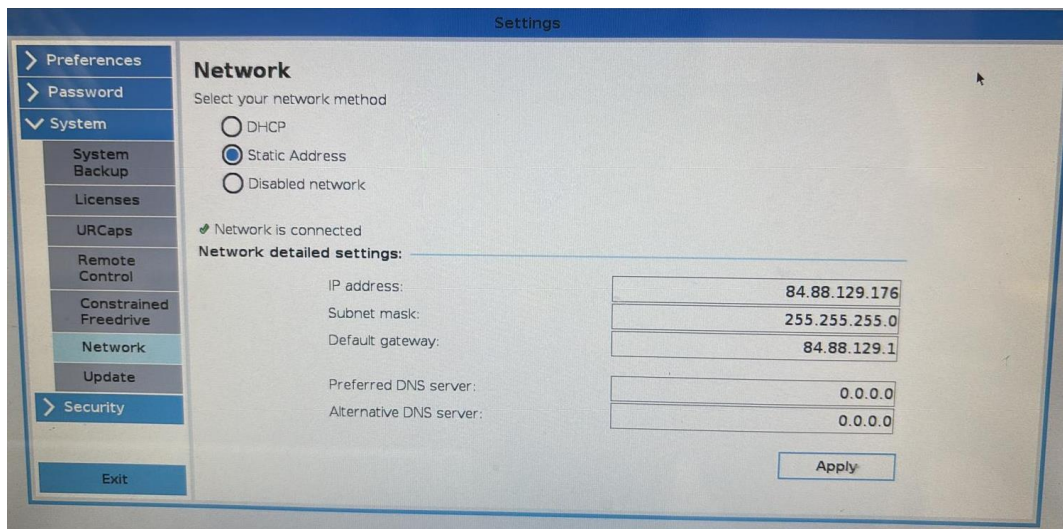 Settings
Preferences
Password
System
System
Backup
Licenses
URCaps
Remote
Control
Constrained
Freedrive
Network
Update
Security
Exit
Network
Select your network method
DHCP
Static Address
Disabled network
Network is connected
Network detailed settings:
IP address: 84.88.129.176
Subnet mask: 255.255.255.0
Default gateway: 84.88.129.1
Preferred DNS server: 0.0.0.0
Alternative DNS server: 0.0.0.0
Apply